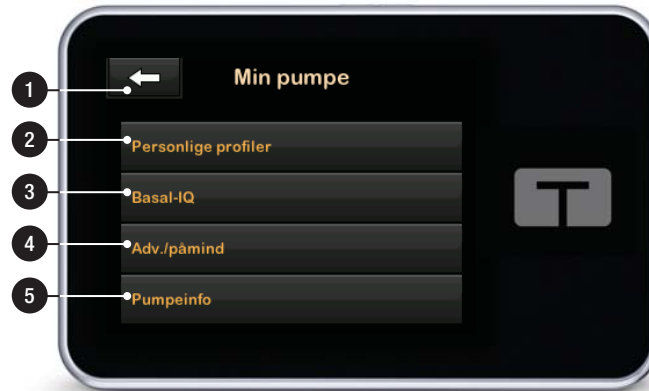 Min pumpe
1
2 Personlige profiler
3 Basal-IQ
4 Adv./påmind
5 Pumpeinfo
T